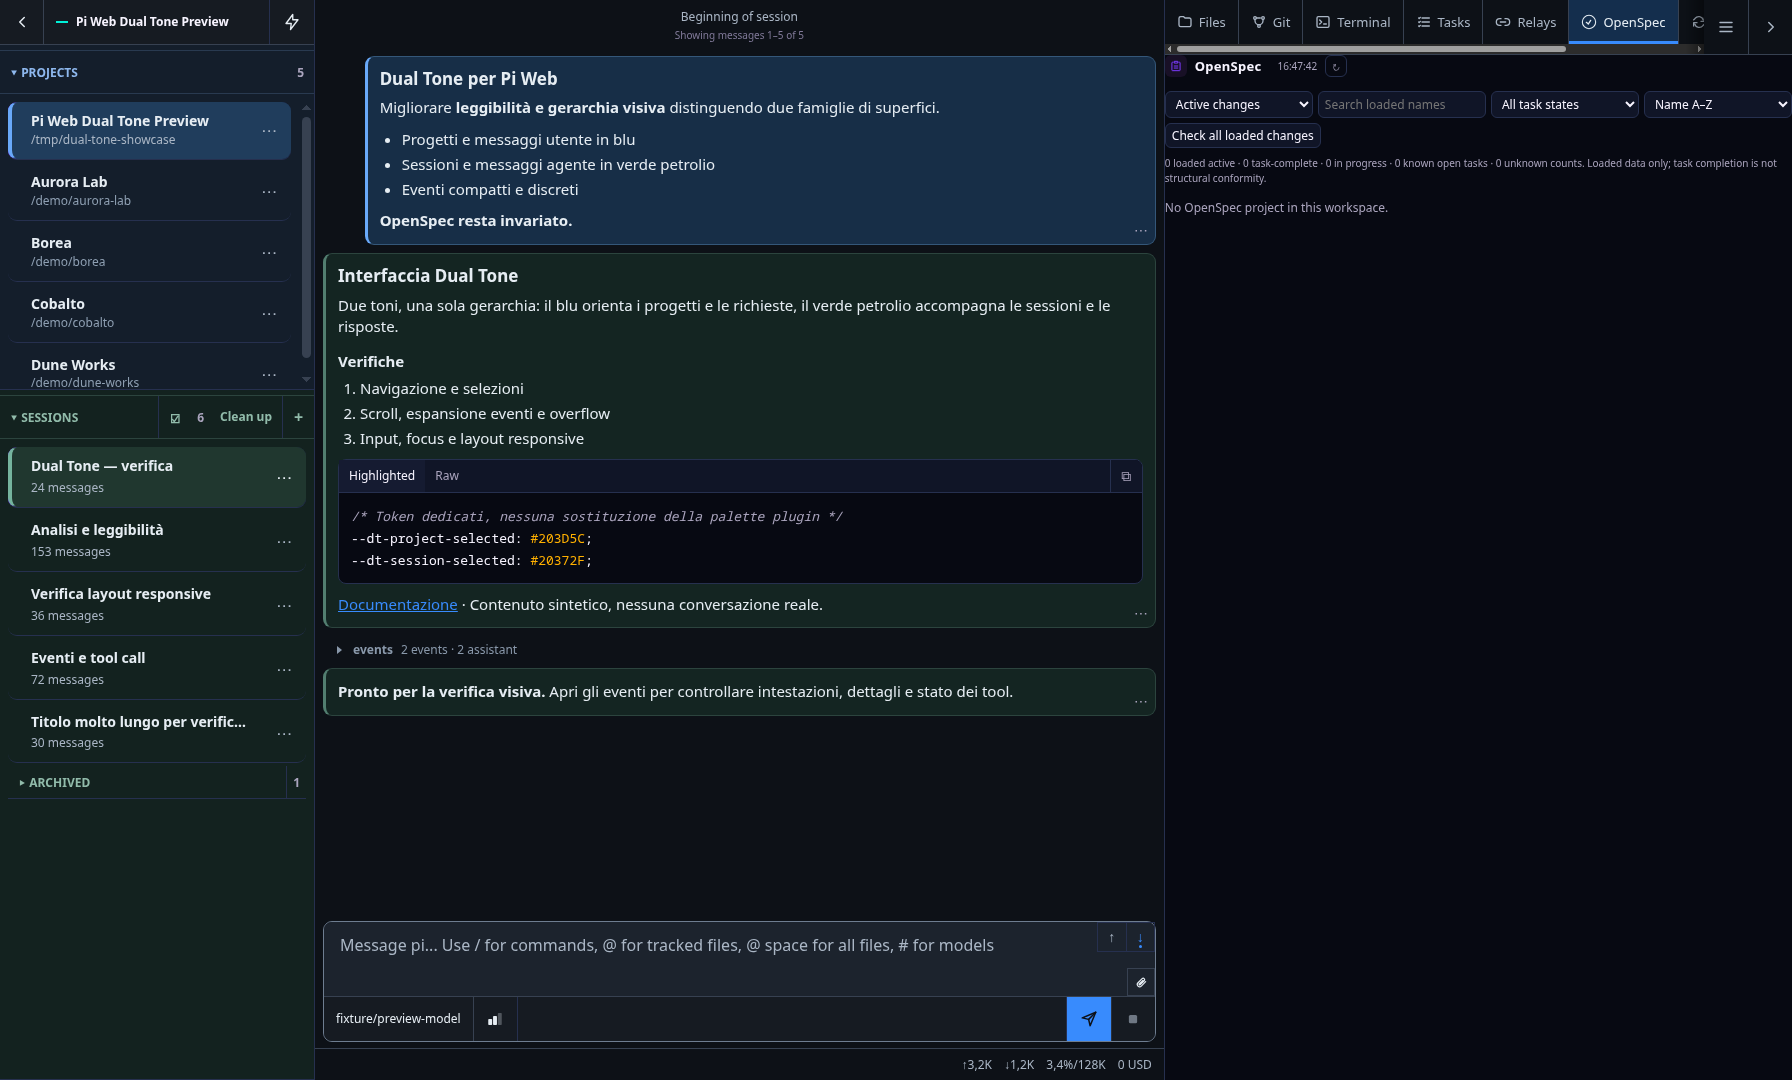 Pi Web Dual Tone Preview
PROJECTS 5
Pi Web Dual Tone Preview
/tmp/dual-tone-showcase
Aurora Lab
/demo/aurora-lab
Borea
/demo/borea
Cobalto
/demo/cobalto
Dune Works
/demo/dune-works
SESSIONS 6 Clean up +
Dual Tone — verifica
24 messages
Analisi e leggibilità
153 messages
Verifica layout responsive
36 messages
Eventi e tool call
72 messages
Titolo molto lungo per verific...
30 messages
ARCHIVED 1
Beginning of session
Showing messages 1–5 of 5
Dual Tone per Pi Web
Migliorare leggibilità e gerarchia visiva distinguendo due famiglie di superfici.
• Progetti e messaggi utente in blu
• Sessioni e messaggi agente in verde petrolio
• Eventi compatti e discreti
OpenSpec resta invariato.
Interfaccia Dual Tone
Due toni, una sola gerarchia: il blu orienta i progetti e le richieste, il verde petrolio accompagna le sessioni e le
risposte.
Verifiche
1. Navigazione e selezioni
2. Scroll, espansione eventi e overflow
3. Input, focus e layout responsive
Highlighted Raw
/* Token dedicati, nessuna sostituzione della palette plugin */
--dt-project-selected: #203D5C;
--dt-session-selected: #20372F;
Documentazione · Contenuto sintetico, nessuna conversazione reale.
events 2 events · 2 assistant
Pronto per la verifica visiva. Apri gli eventi per controllare intestazioni, dettagli e stato dei tool.
Message pi... Use / for commands, @ for tracked files, @ space for all files, # for models
fixture/preview-model
↑3,2K ↓1,2K 3,4%/128K 0 USD
Files Git Terminal Tasks Relays OpenSpec
OpenSpec 16:47:42
Active changes Search loaded names All task states Name A–Z
Check all loaded changes
0 loaded active · 0 task-complete · 0 in progress · 0 known open tasks · 0 unknown counts. Loaded data only; task completion is not
structural conformity.
No OpenSpec project in this workspace.